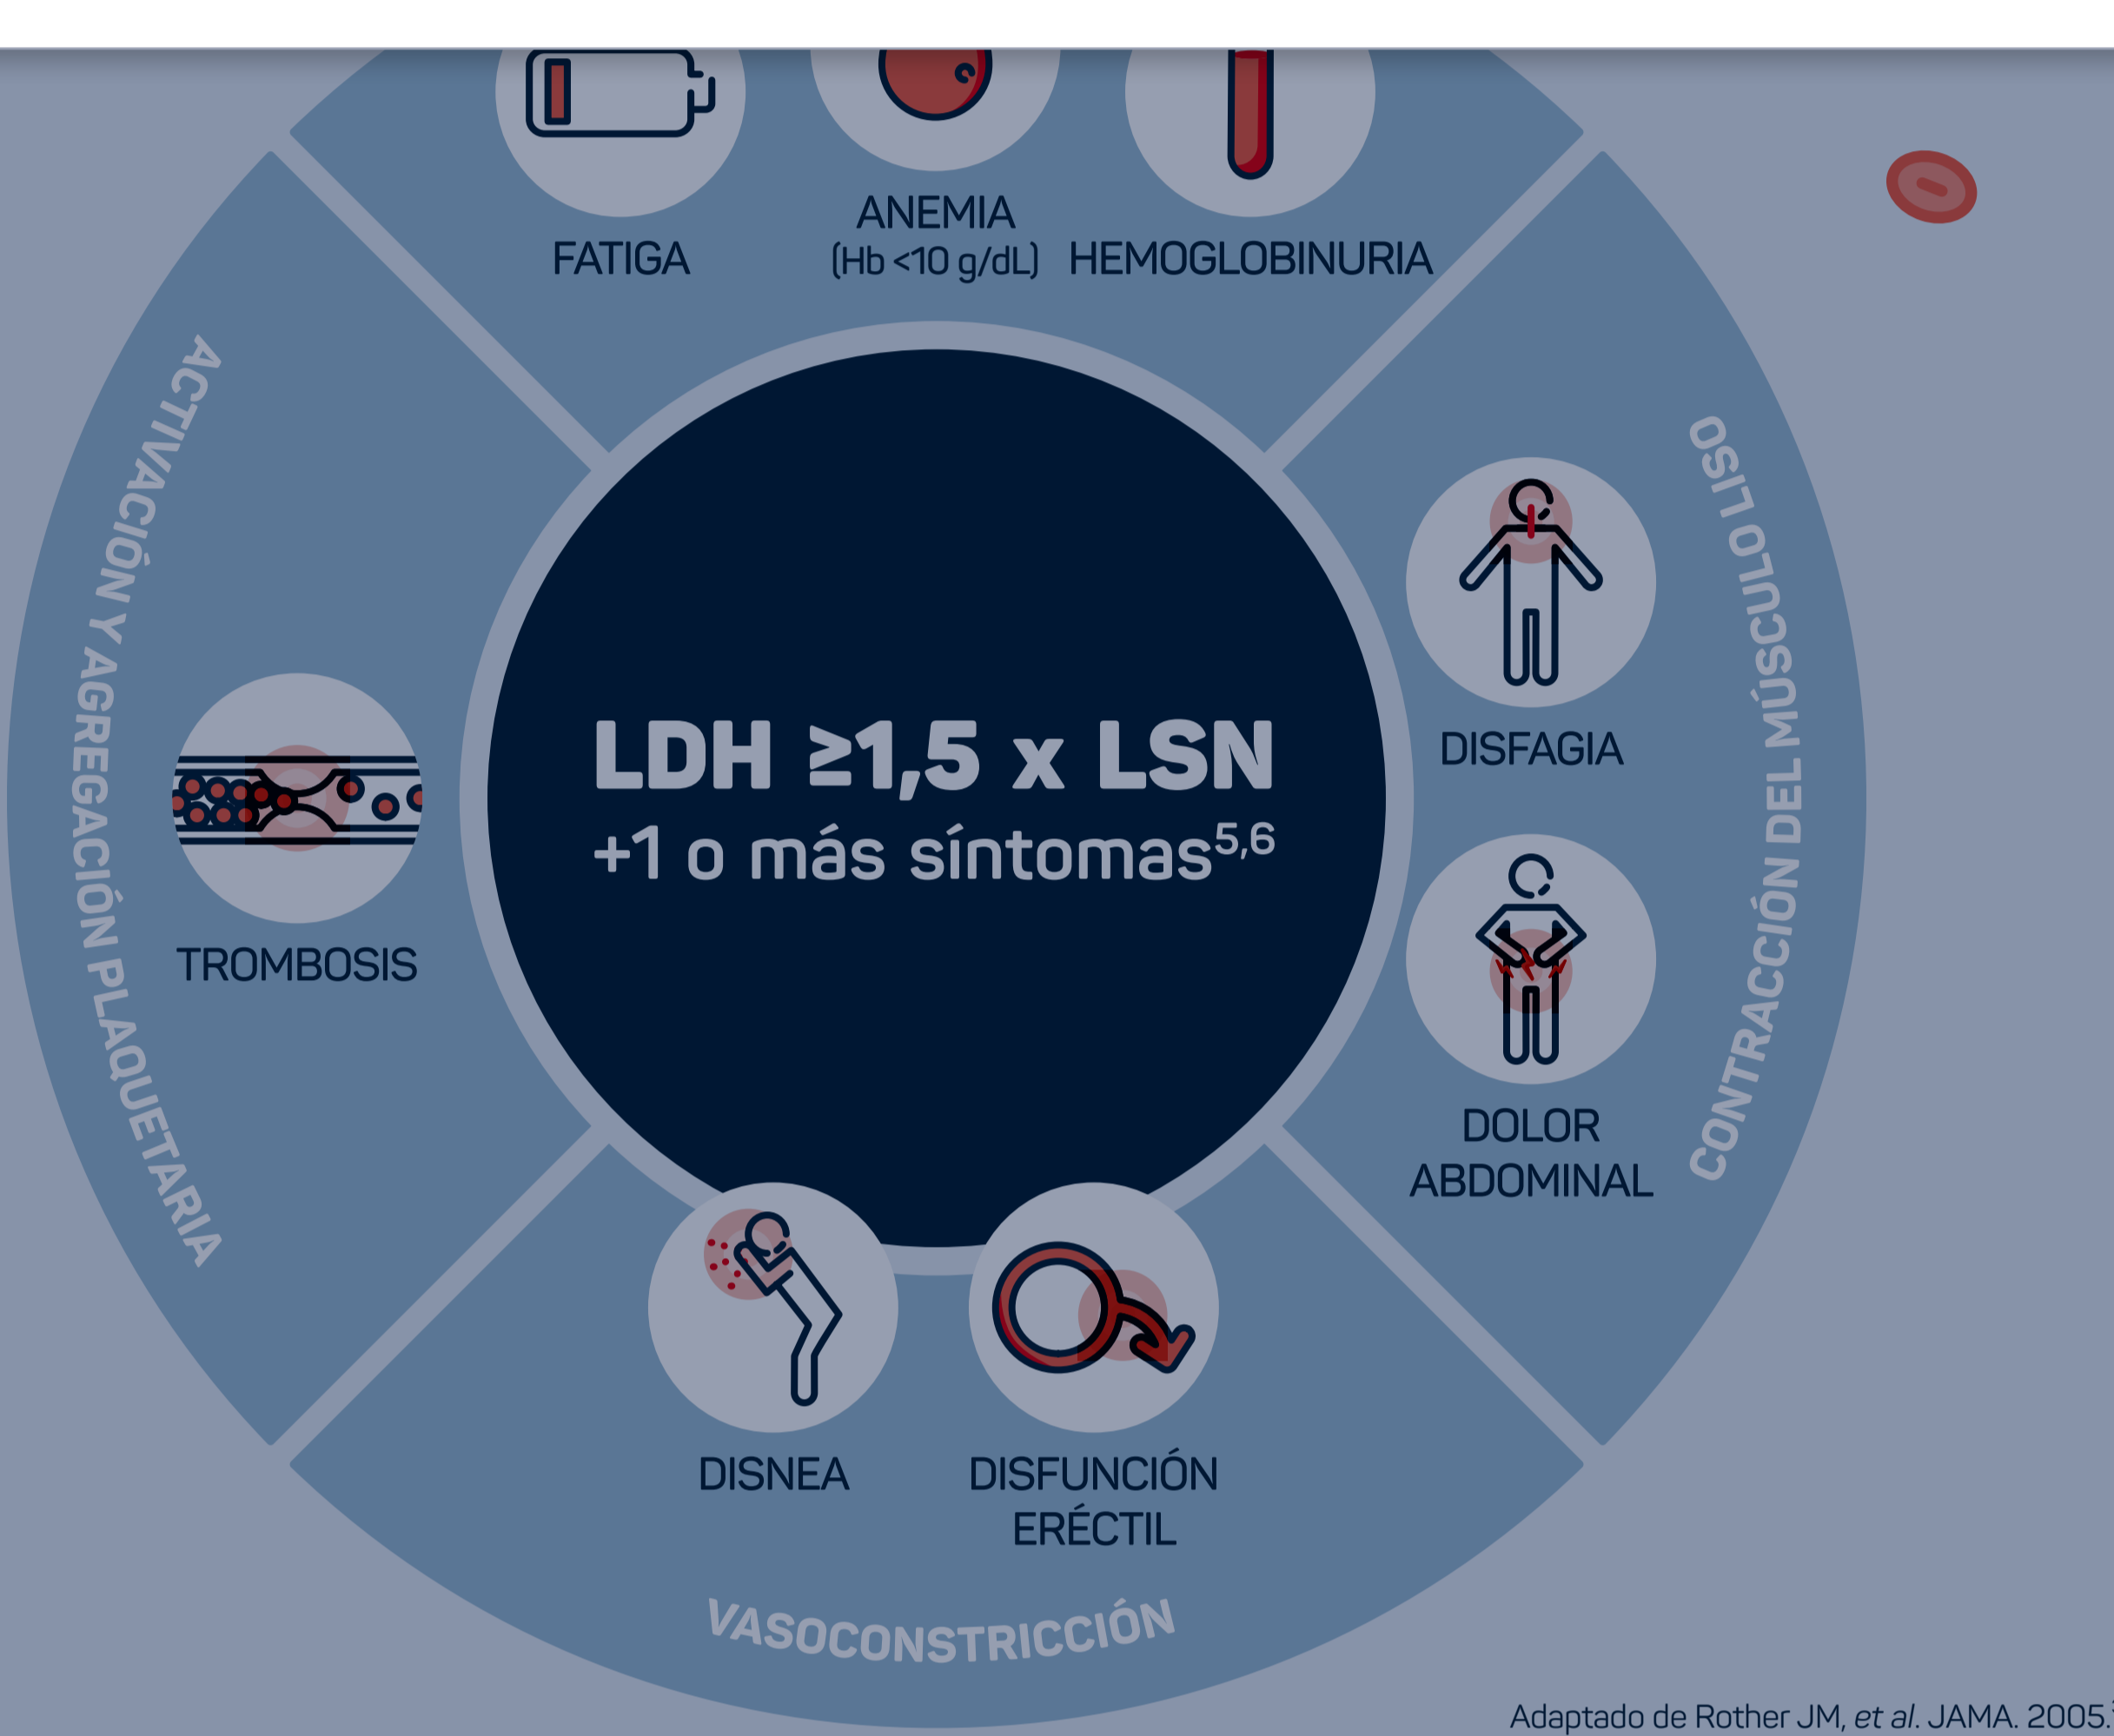 ANEMIA
FATIGA
(Hb<10 g/dL)
HEMOGLOBINURIA
ACTIVACIÓN Y AGREGACIÓN PLAQUETARIA
CONTRACCIÓN DEL MÚSCULO LISO
DISFAGIA
LDH ≥1,5 x LSN
+1 o más síntomas5,6
TROMBOSIS
DOLOR
ABDOMINAL
DISNEA
DISFUNCIÓN
ERÉCTIL
VASOCONSTRICCIÓN
Adaptado de Rother JM, et al. JAMA. 2005.